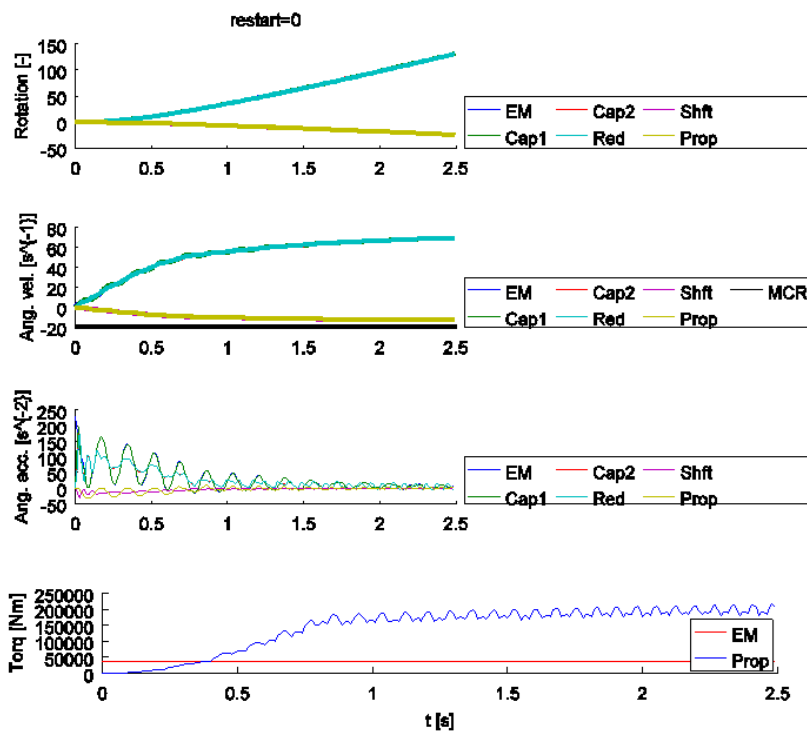 restart=0
Rotation [-]
150
100
50
0
-50
0 0.5 1 1.5 2 2.5
EM Cap2 Shft
Cap1 Red Prop
Ang. vel. [s^{-1}]
80
60
40
20
0
-20
0 0.5 1 1.5 2 2.5
EM Cap2 Shft MCR
Cap1 Red Prop
Ang. acc. [s^{-2}]
250
200
150
100
50
0
-50
0 0.5 1 1.5 2 2.5
EM Cap2 Shft
Cap1 Red Prop
Torq [Nm]
250000
200000
150000
100000
50000
0
0 0.5 1 1.5 2 2.5
EM
Prop
t [s]